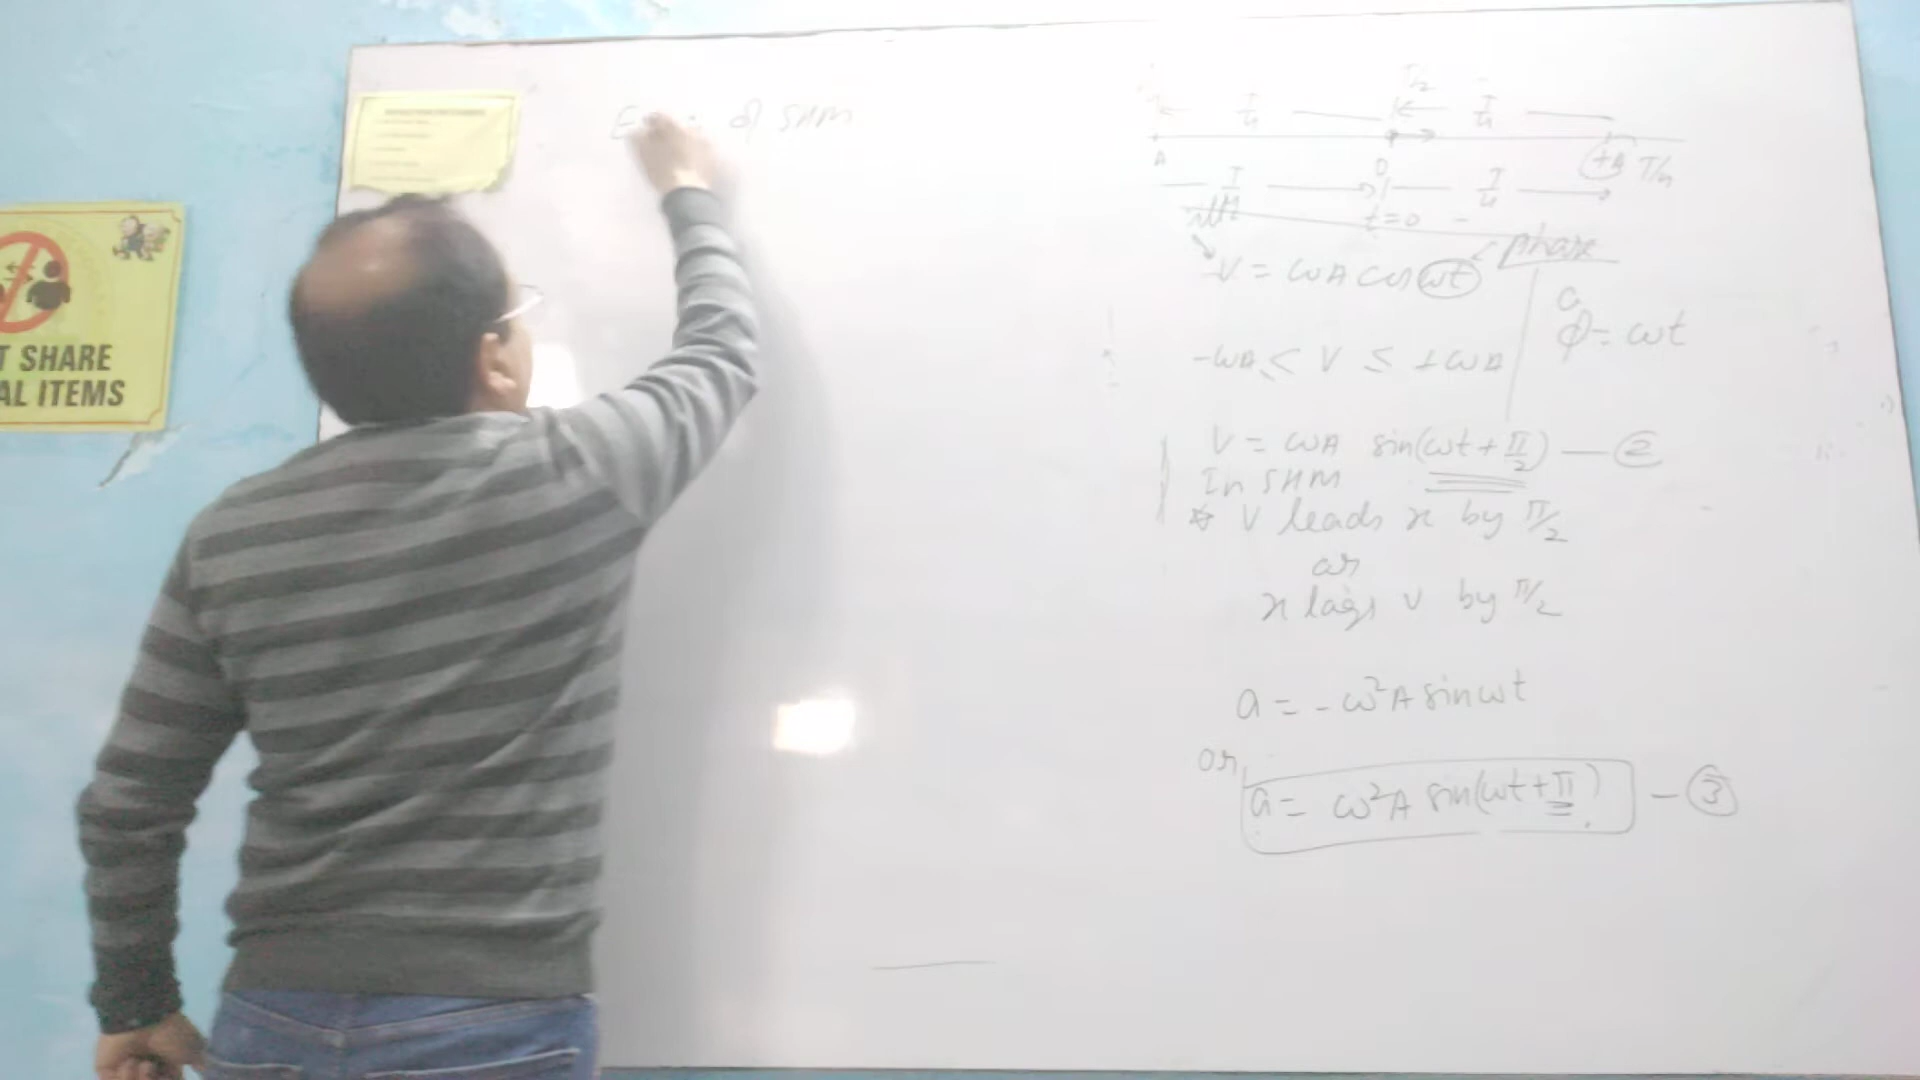 of SHM
T/2
T/4 T/4
A O +A T/4
T/4 T/4
t=0
phase
V = ωA cos ωt
φ = ωt
-ωA ≤ V ≤ +ωA
V = ωA sin(ωt + π/2) — ②
In SHM
* V leads x by π/2
or
x lags v by π/2
a = -ω²A sinωt
or
a = ω²A sin(ωt + π) — ③
T SHARE
AL ITEMS